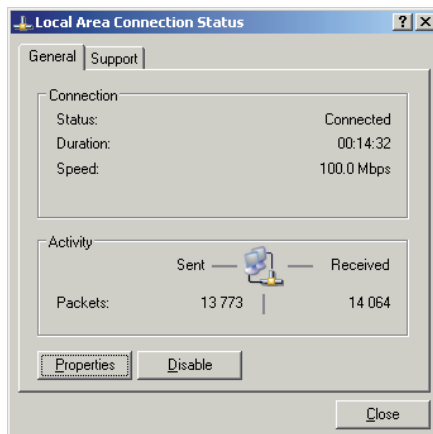 Local Area Connection Status
General Support
Connection
Status: Connected
Duration: 00:14:32
Speed: 100.0 Mbps
Activity
Sent Received
Packets: 13 773 14 064
Properties Disable
Close